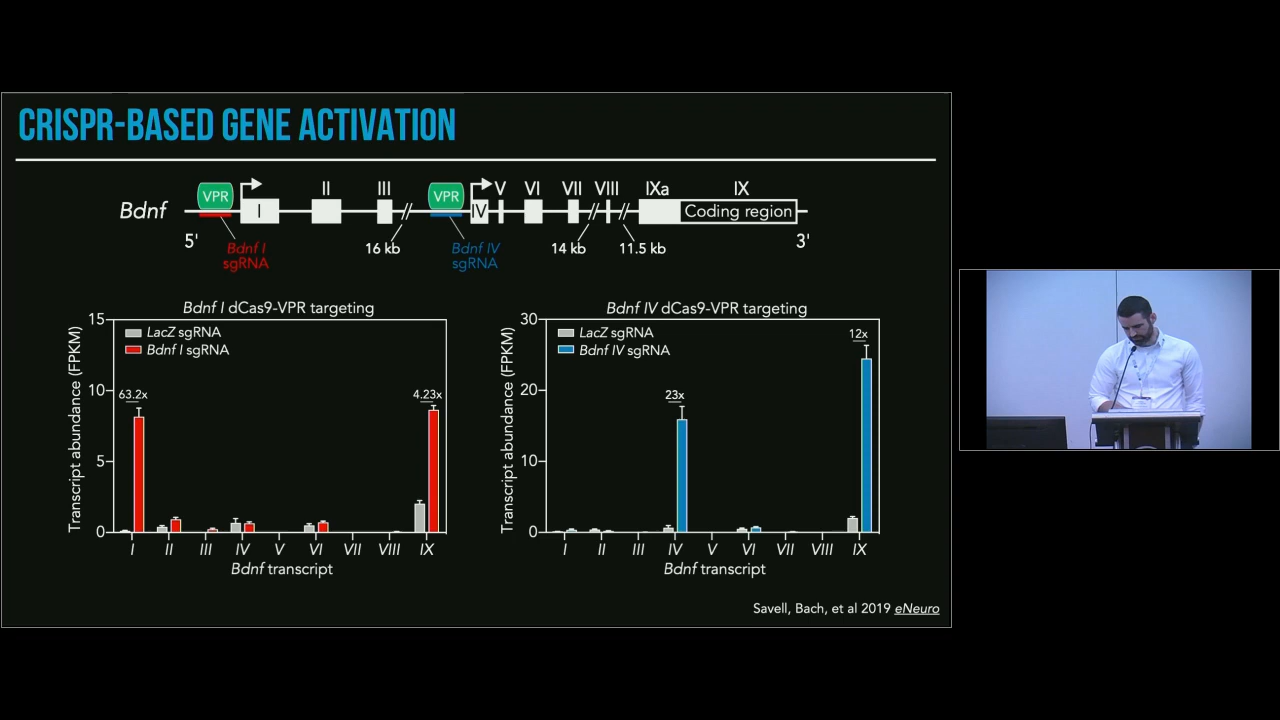 CRISPR-BASED GENE ACTIVATION
VPR
VPR
II
III
V
VI
VII
VIII
IXa
IX
Bdnf
I
IV
Coding region
5'
3'
Bdnf I
sgRNA
16 kb
Bdnf IV
sgRNA
14 kb
11.5 kb
Bdnf I dCas9-VPR targeting
LacZ sgRNA
Bdnf I sgRNA
Transcript abundance (FPKM)
15
10
5
0
63.2x
4.23x
I II III IV V VI VII VIII IX
Bdnf transcript
Bdnf IV dCas9-VPR targeting
LacZ sgRNA
Bdnf IV sgRNA
Transcript abundance (FPKM)
30
20
10
0
23x
12x
I II III IV V VI VII VIII IX
Bdnf transcript
Savell, Bach, et al 2019 eNeuro